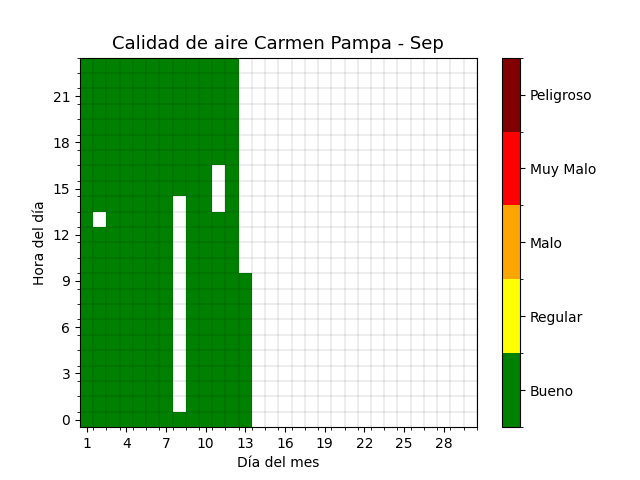 Calidad de aire Carmen Pampa - Sep
21
18
15
12
9
6
3
0
Hora del día
1 4 7 10 13 16 19 22 25 28
Día del mes
Peligroso
Muy Malo
Malo
Regular
Bueno